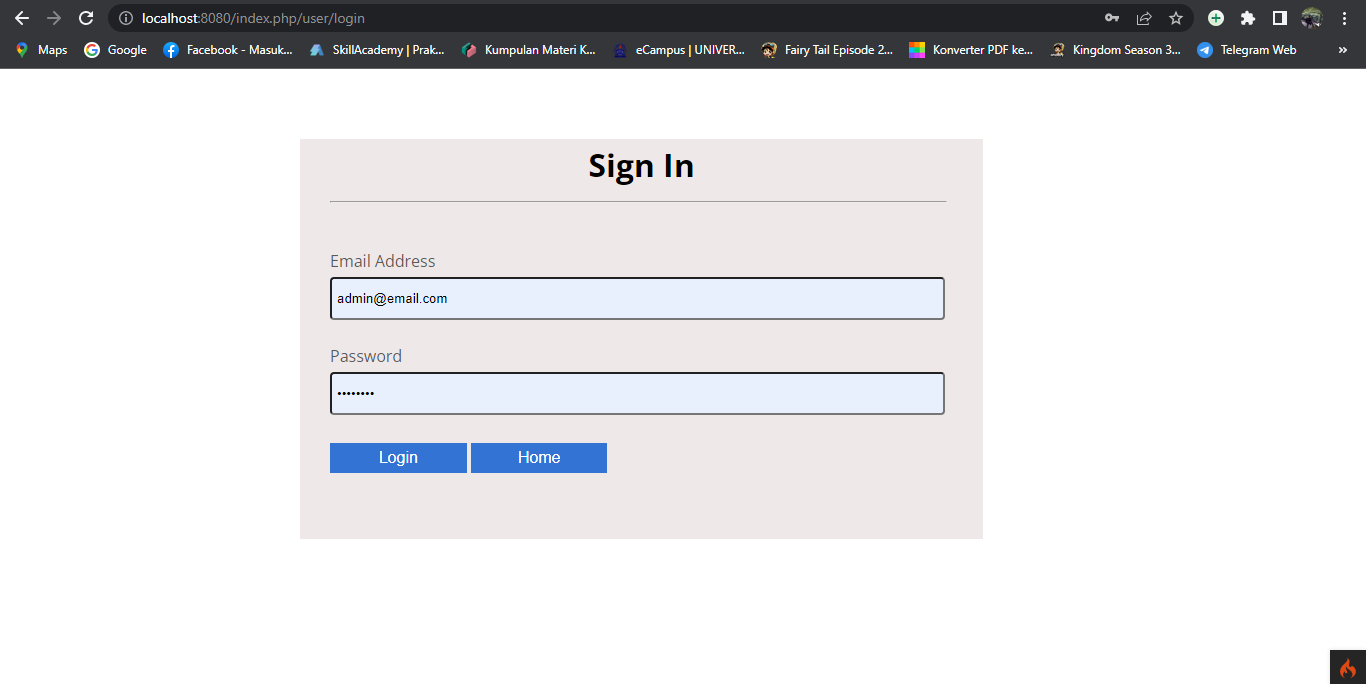 localhost:8080/index.php/user/login
Maps Google Facebook - Masuk... SkillAcademy | Prak... Kumpulan Materi K... eCampus | UNIVER... Fairy Tail Episode 2... Konverter PDF ke... Kingdom Season 3... Telegram Web »
Sign In
Email Address
admin@email.com
Password
••••••••
Login Home